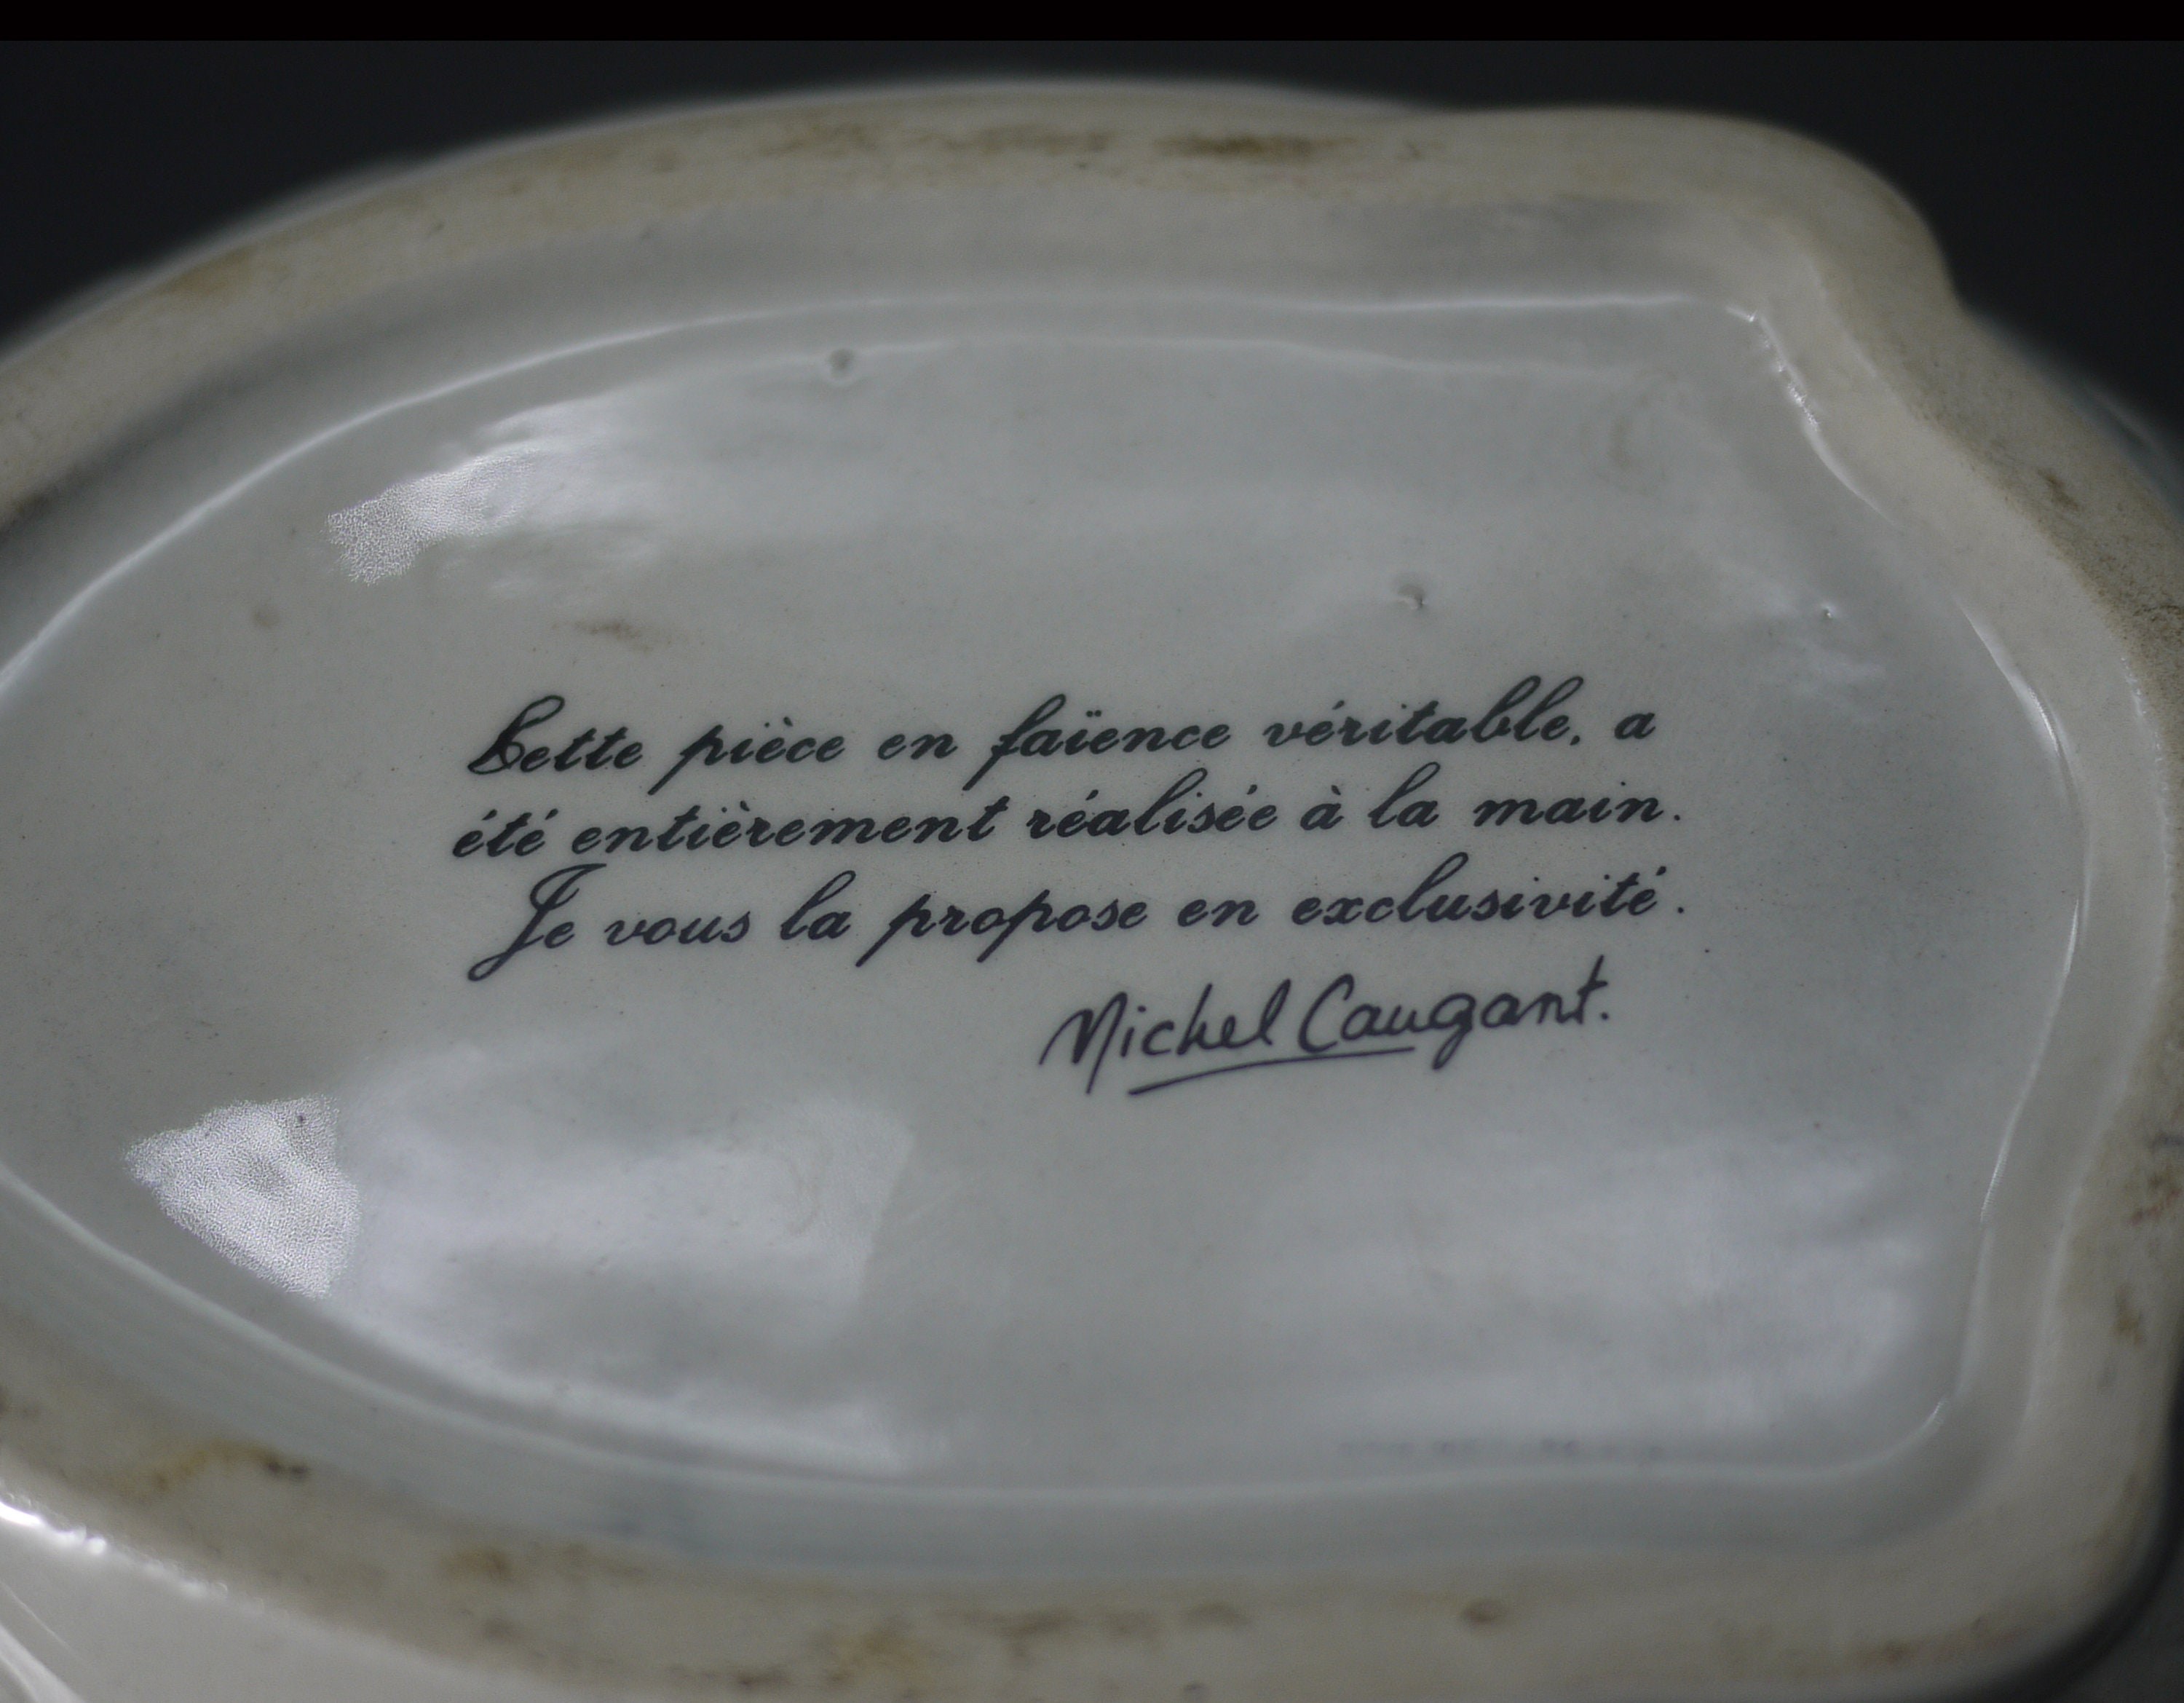 Cette pièce en faïence véritable, a
été entièrement réalisée à la main.
Je vous la propose en exclusivité.
Michel Caugant.